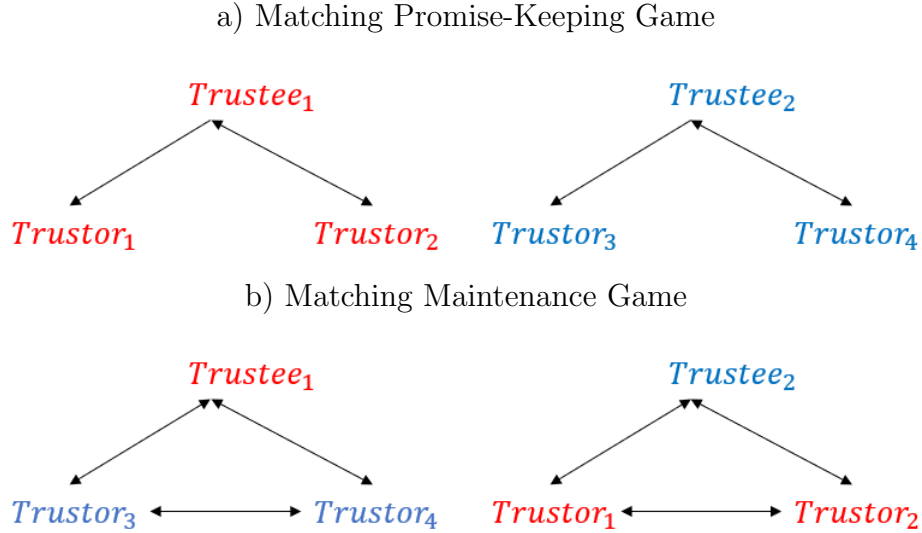 a) Matching Promise-Keeping Game
Trustee₁ Trustee₂
Trustor₁ Trustor₂ Trustor₃ Trustor₄
b) Matching Maintenance Game
Trustee₁ Trustee₂
Trustor₃ Trustor₄ Trustor₁ Trustor₂